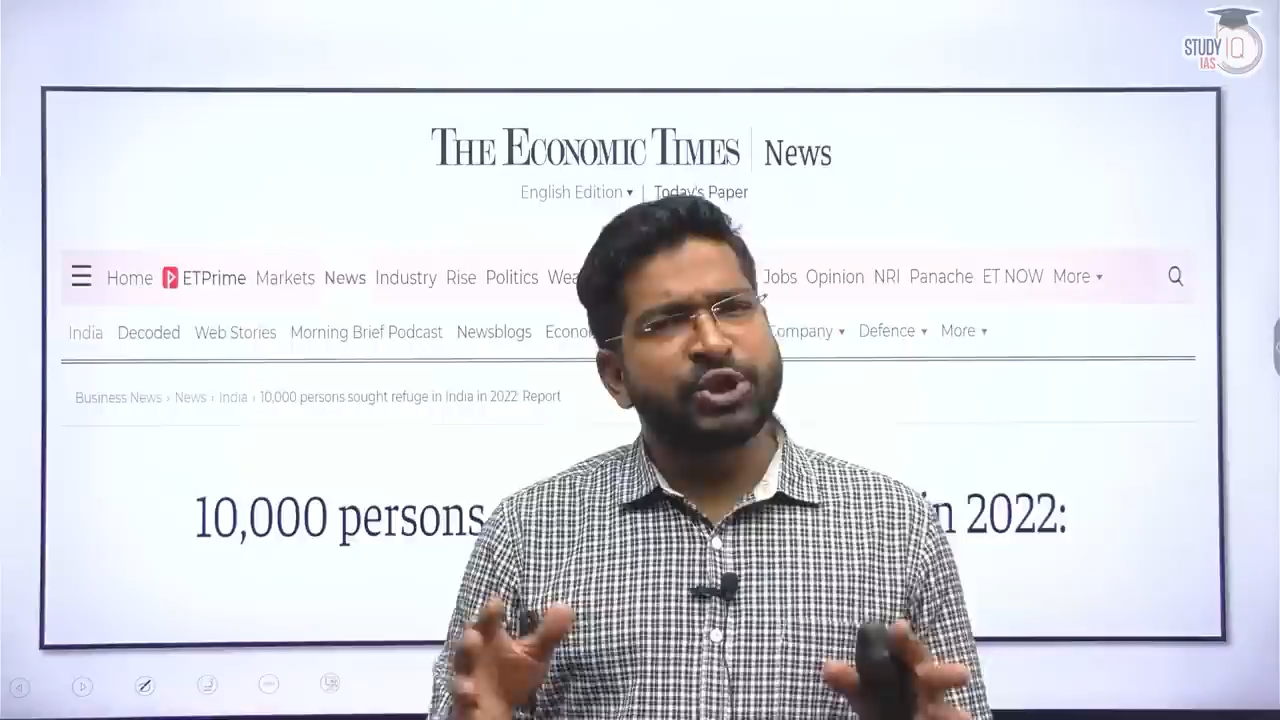 STUDY IQ
IAS
THE ECONOMIC TIMES | News
English Edition ▾ | Today's Paper
Home ETPrime Markets News Industry Rise Politics Jobs Opinion NRI Panache ET NOW More ▾
India Decoded Web Stories Morning Brief Podcast Newsblogs Defence ▾ More ▾
Business News › News › India › 10,000 persons sought refuge in India in 2022: Report
10,000 persons in 2022: